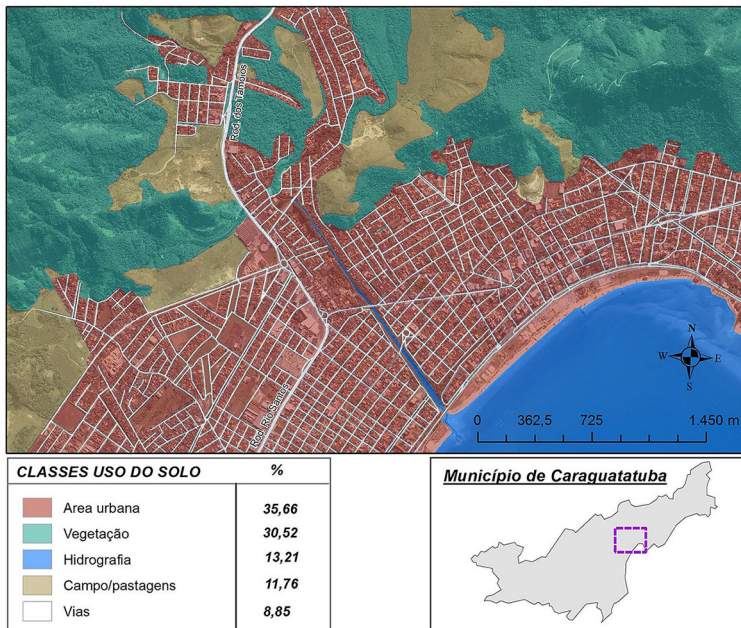 Rod. dos Tamoios
Rod. Rio Santos
N
W E
S
0 362,5 725 1.450 m
CLASSES USO DO SOLO %
Area urbana 35,66
Vegetação 30,52
Hidrografia 13,21
Campo/pastagens 11,76
Vias 8,85
Município de Caraguatatuba